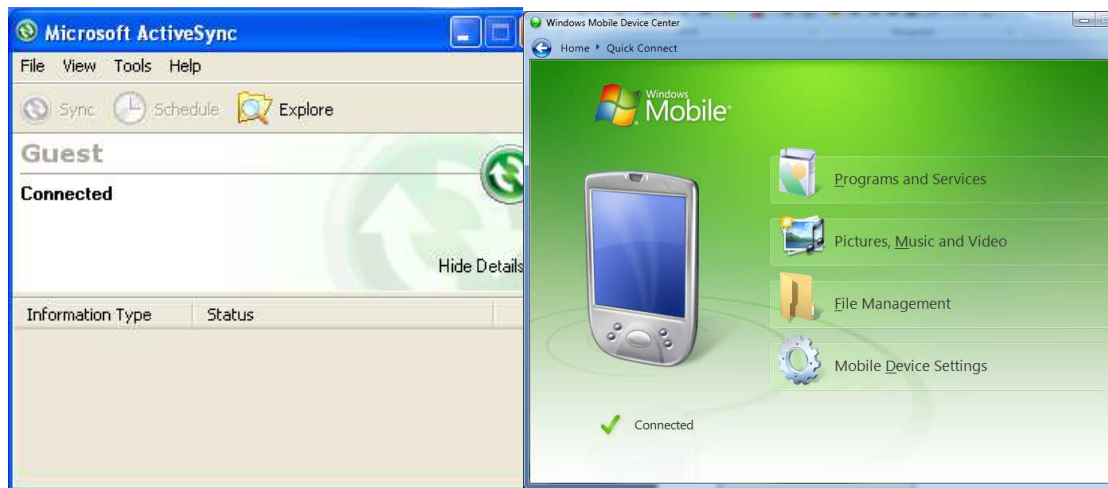 Microsoft ActiveSync
File View Tools Help
Sync Schedule Explore
Guest
Connected
Hide Details
Information Type Status
Windows Mobile Device Center
Home Quick Connect
Windows
Mobile
Programs and Services
Pictures, Music and Video
File Management
Mobile Device Settings
Connected